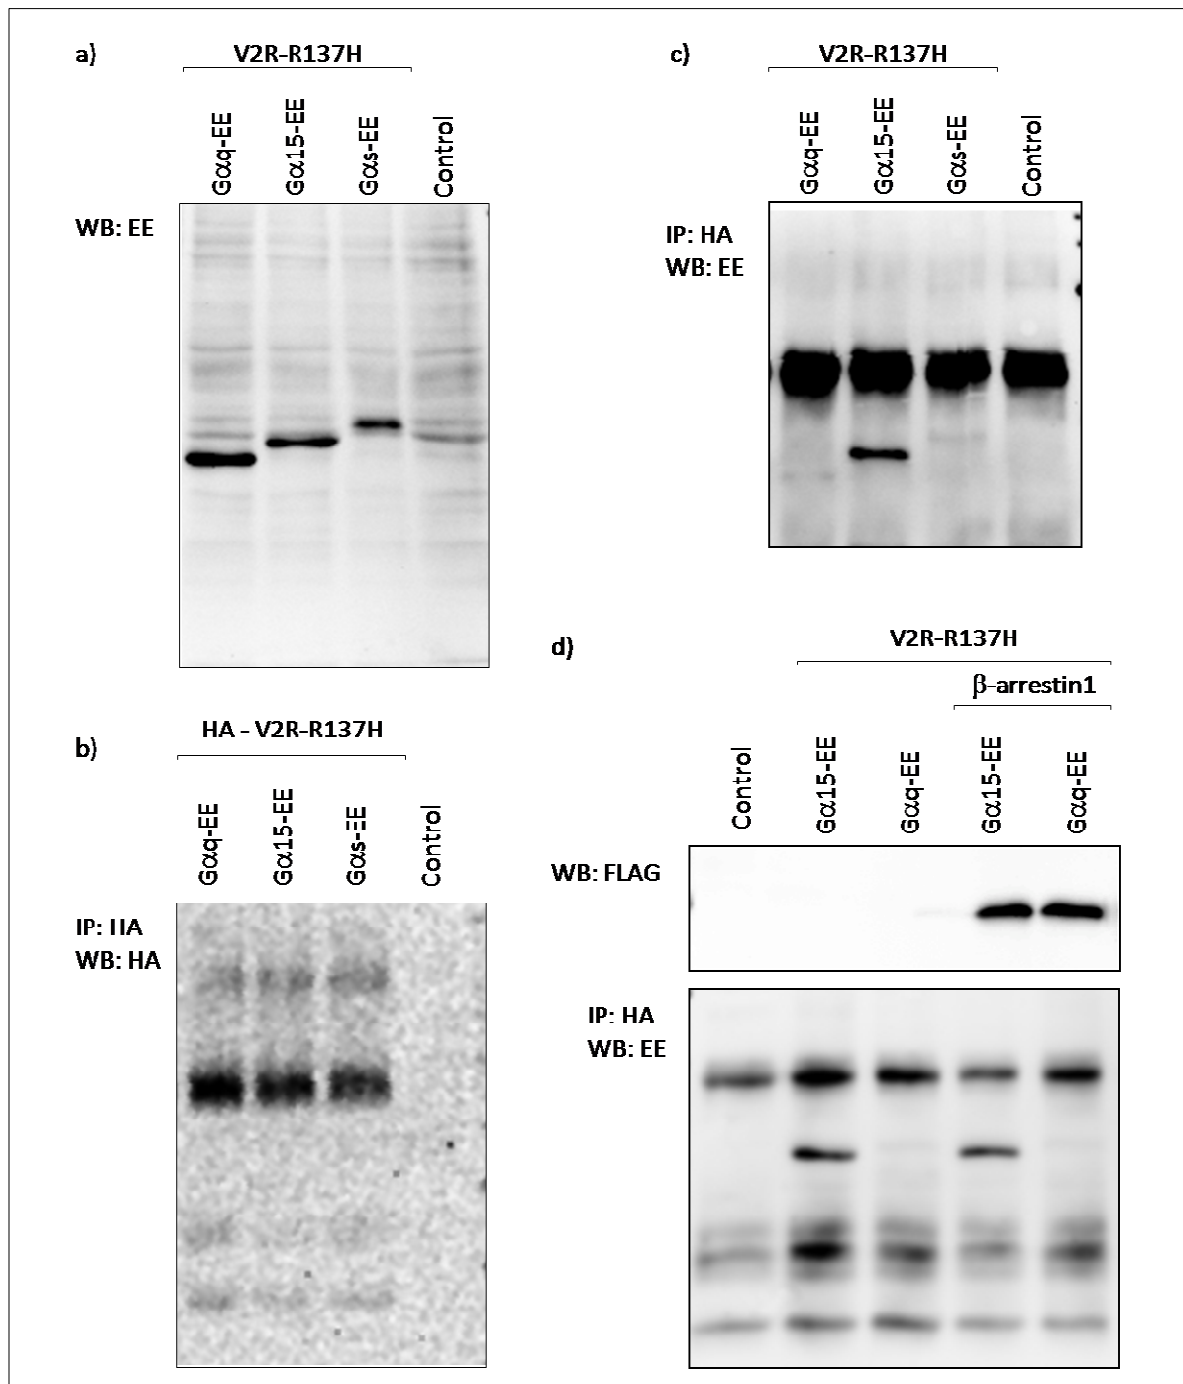 a)
V2R-R137H
Gαq-EE
Gα15-EE
Gαs-EE
Control
WB: EE
b)
HA - V2R-R137H
Gαq-EE
Gα15-EE
Gαs-EE
Control
IP: HA
WB: HA
c)
V2R-R137H
Gαq-EE
Gα15-EE
Gαs-EE
Control
IP: HA
WB: EE
d)
V2R-R137H
β-arrestin1
Control
Gα15-EE
Gαq-EE
Gα15-EE
Gαq-EE
WB: FLAG
IP: HA
WB: EE